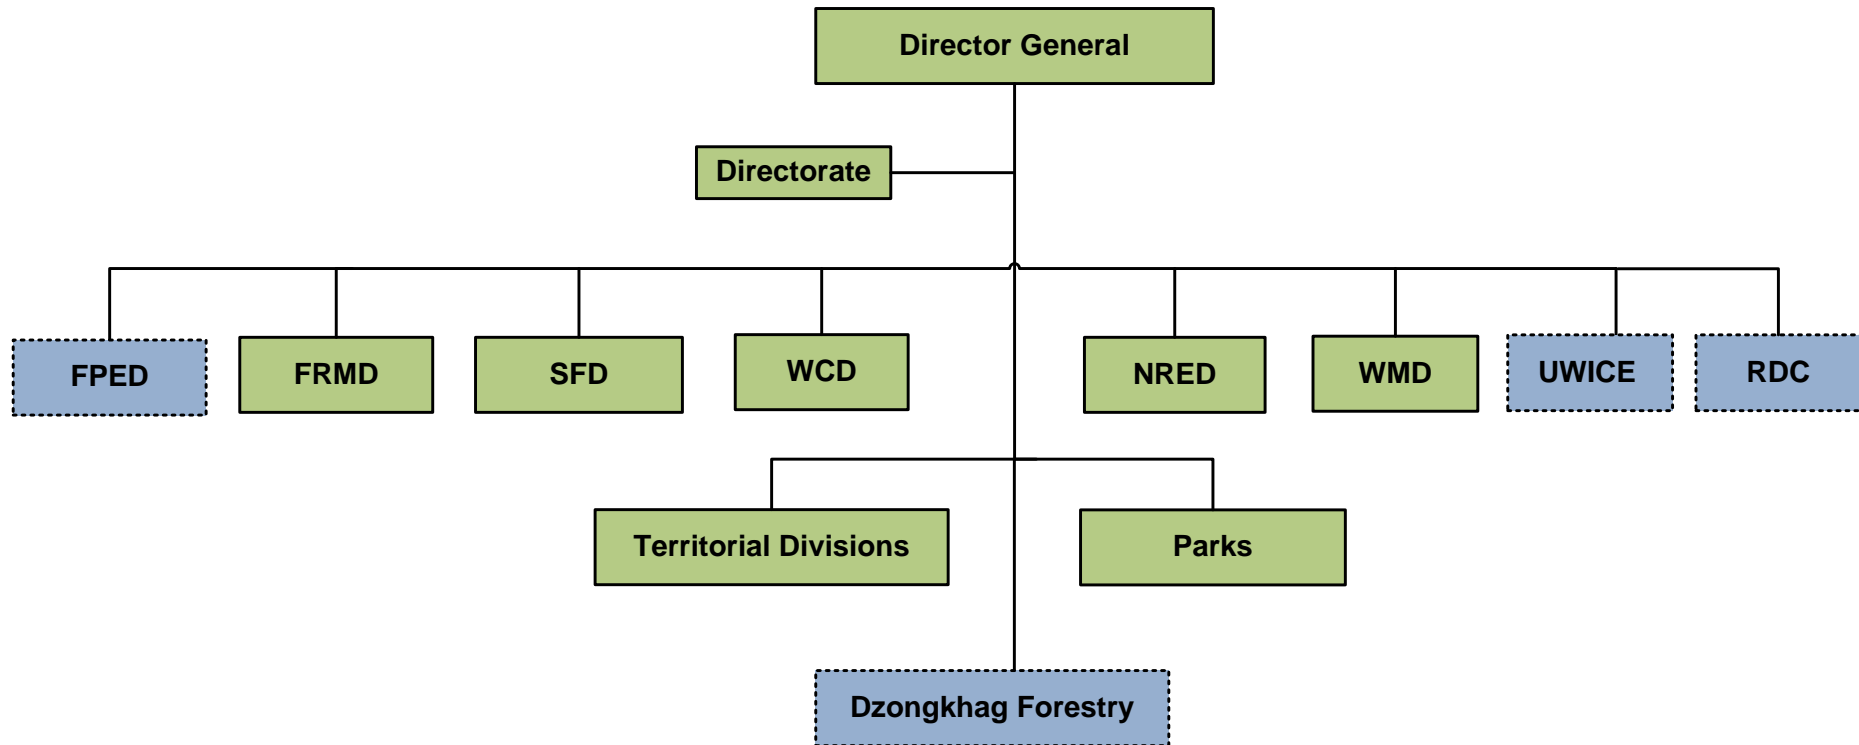 Director General
Directorate
FPED
FRMD
SFD
WCD
NRED
WMD
UWICE
RDC
Territorial Divisions
Parks
Dzongkhag Forestry